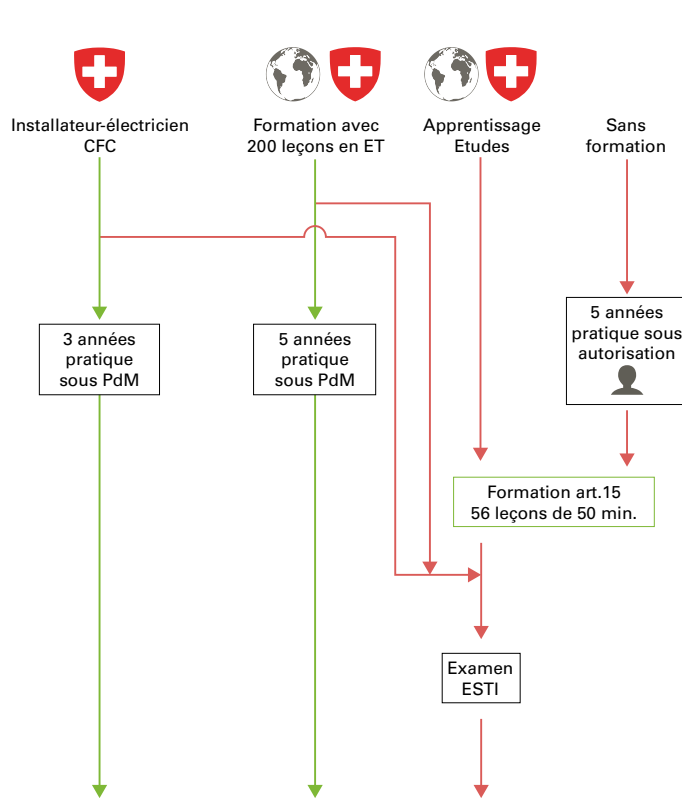 Installateur-électricien
CFC
Formation avec
200 leçons en ET
Apprentissage
Etudes
Sans
formation
3 années
pratique
sous PdM
5 années
pratique
sous PdM
5 années
pratique sous
autorisation
Formation art.15
56 leçons de 50 min.
Examen
ESTI